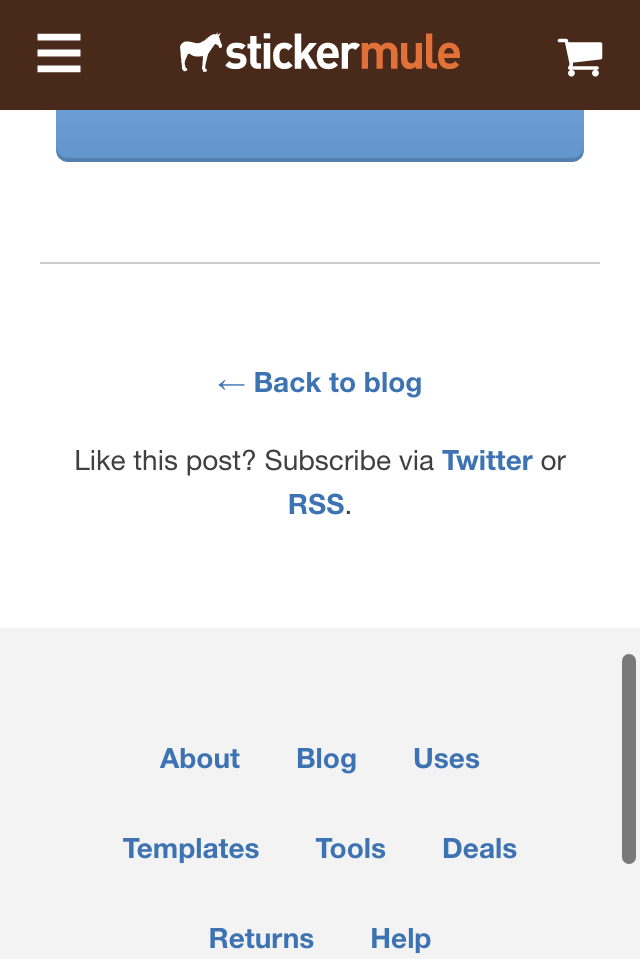 stickermule
← Back to blog
Like this post? Subscribe via Twitter or
RSS.
About Blog Uses
Templates Tools Deals
Returns Help